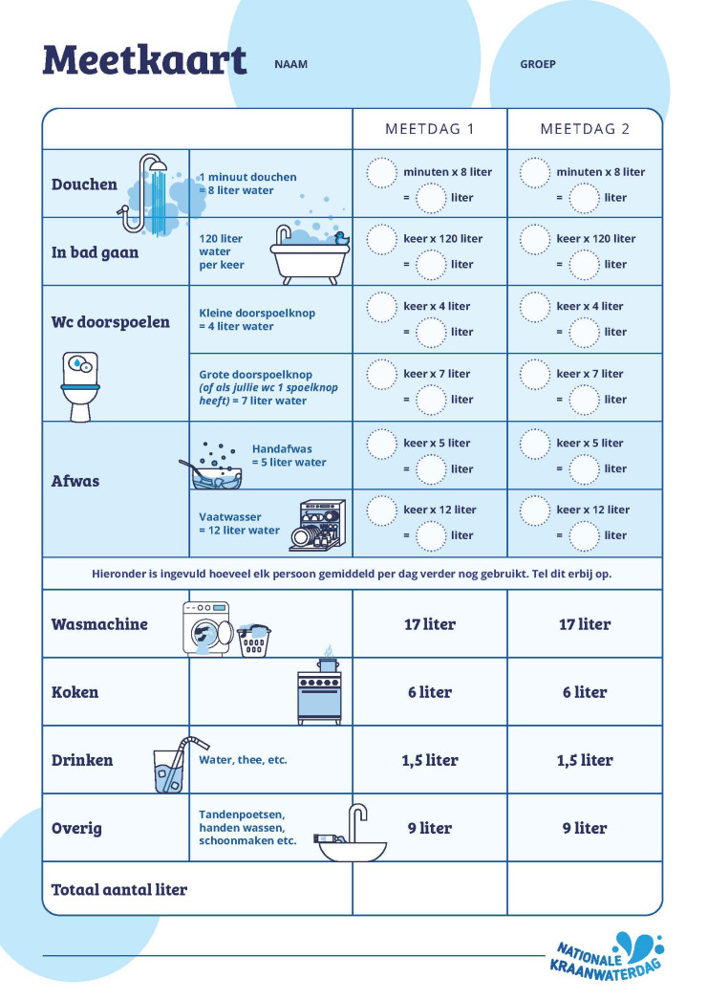 Meetkaart NAAM GROEP
MEETDAG 1 MEETDAG 2
Douchen
1 minuut douchen
= 8 liter water
minuten x 8 liter
= liter
minuten x 8 liter
= liter
In bad gaan
120 liter
water
per keer
keer x 120 liter
= liter
keer x 120 liter
= liter
Wc doorspoelen
Kleine doorspoelknop
= 4 liter water
keer x 4 liter
= liter
keer x 4 liter
= liter
Grote doorspoelknop
(of als jullie wc 1 spoelknop
heeft) = 7 liter water
keer x 7 liter
= liter
keer x 7 liter
= liter
Afwas
Handafwas
= 5 liter water
keer x 5 liter
= liter
keer x 5 liter
= liter
Vaatwasser
= 12 liter water
keer x 12 liter
= liter
keer x 12 liter
= liter
Hieronder is ingevuld hoeveel elk persoon gemiddeld per dag verder nog gebruikt. Tel dit erbij op.
Wasmachine 17 liter 17 liter
Koken 6 liter 6 liter
Drinken Water, thee, etc. 1,5 liter 1,5 liter
Overig
Tandenpoetsen,
handen wassen,
schoonmaken etc.
9 liter 9 liter
Totaal aantal liter
NATIONALE
KRAANWATERDAG